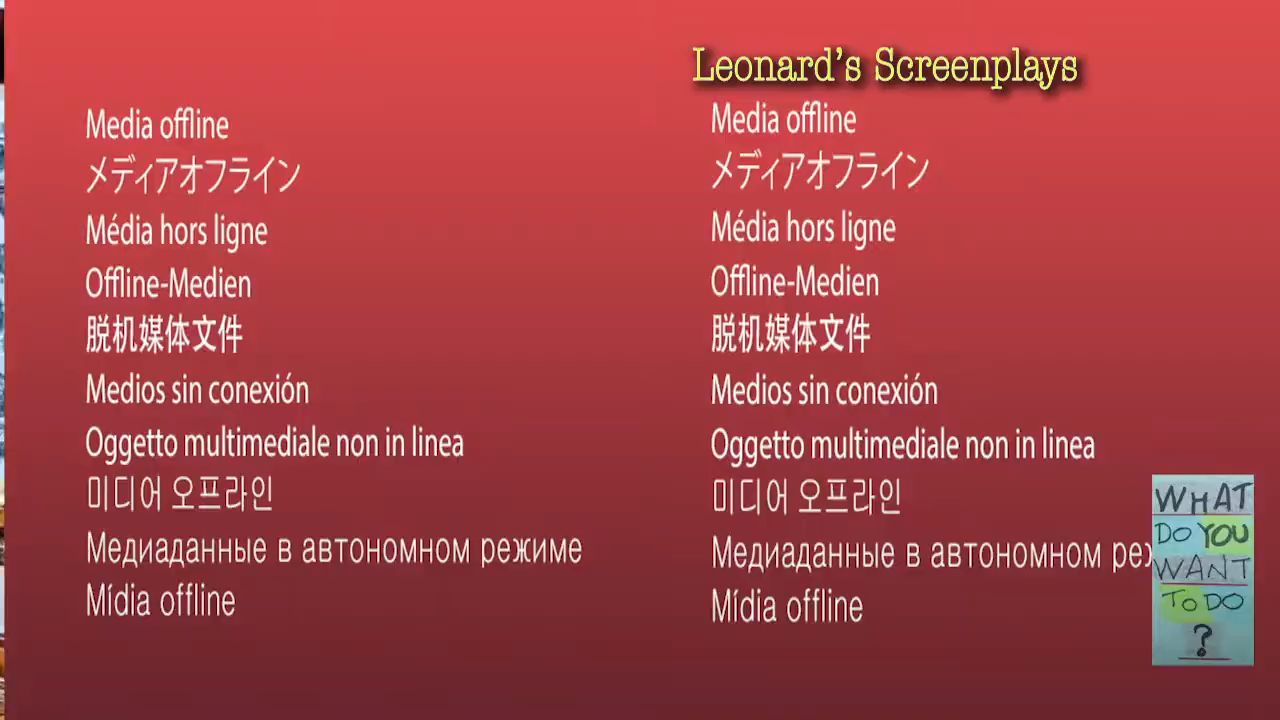 Leonard's Screenplays
Media offline
メディアオフライン
Média hors ligne
Offline-Medien
脱机媒体文件
Medios sin conexión
Oggetto multimediale non in linea
미디어 오프라인
Медиаданные в автономном режиме
Mídia offline
Media offline
メディアオフライン
Média hors ligne
Offline-Medien
脱机媒体文件
Medios sin conexión
Oggetto multimediale non in linea
미디어 오프라인
Медиаданные в автономном реж
Mídia offline
WHAT
DO YOU
WANT
TO DO
?